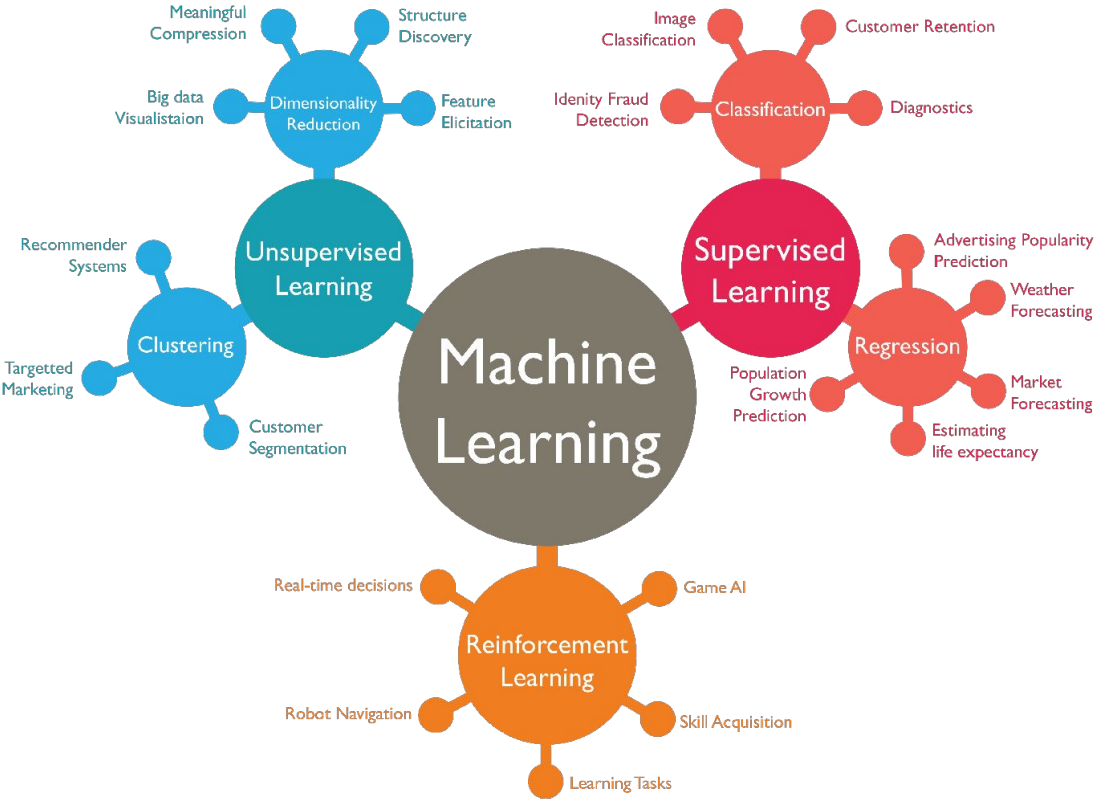 Meaningful
Compression
Structure
Discovery
Big data
Visualistaion
Dimensionality
Reduction
Feature
Elicitation
Unsupervised
Learning
Recommender
Systems
Clustering
Targetted
Marketing
Customer
Segmentation
Machine
Learning
Image
Classification
Customer Retention
Idenity Fraud
Detection
Classification
Diagnostics
Supervised
Learning
Advertising Popularity
Prediction
Weather
Forecasting
Regression
Population
Growth
Prediction
Market
Forecasting
Estimating
life expectancy
Real-time decisions
Game AI
Reinforcement
Learning
Robot Navigation
Skill Acquisition
Learning Tasks